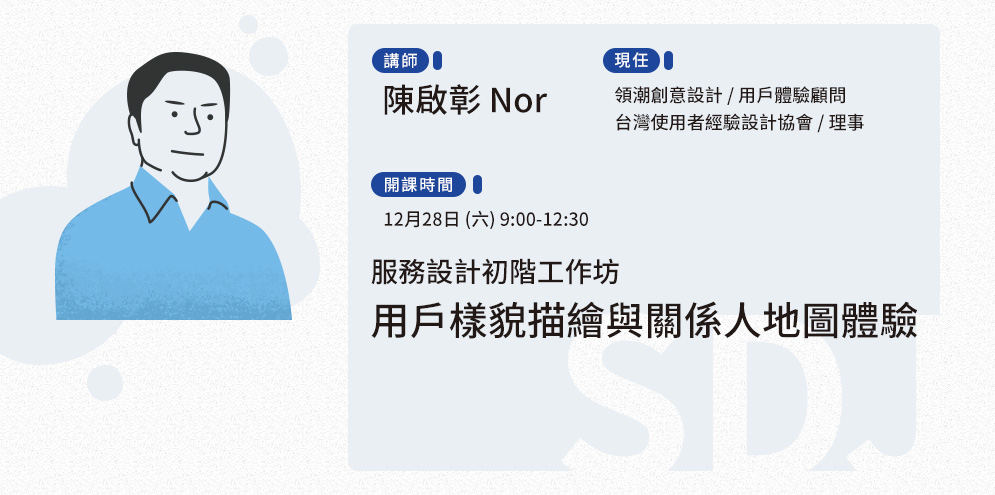 講師
陳啟彰 Nor
現任
領潮創意設計 / 用戶體驗顧問
台灣使用者經驗設計協會 / 理事
開課時間
12月28日 (六) 9:00-12:30
服務設計初階工作坊
用戶樣貌描繪與關係人地圖體驗
SDJ